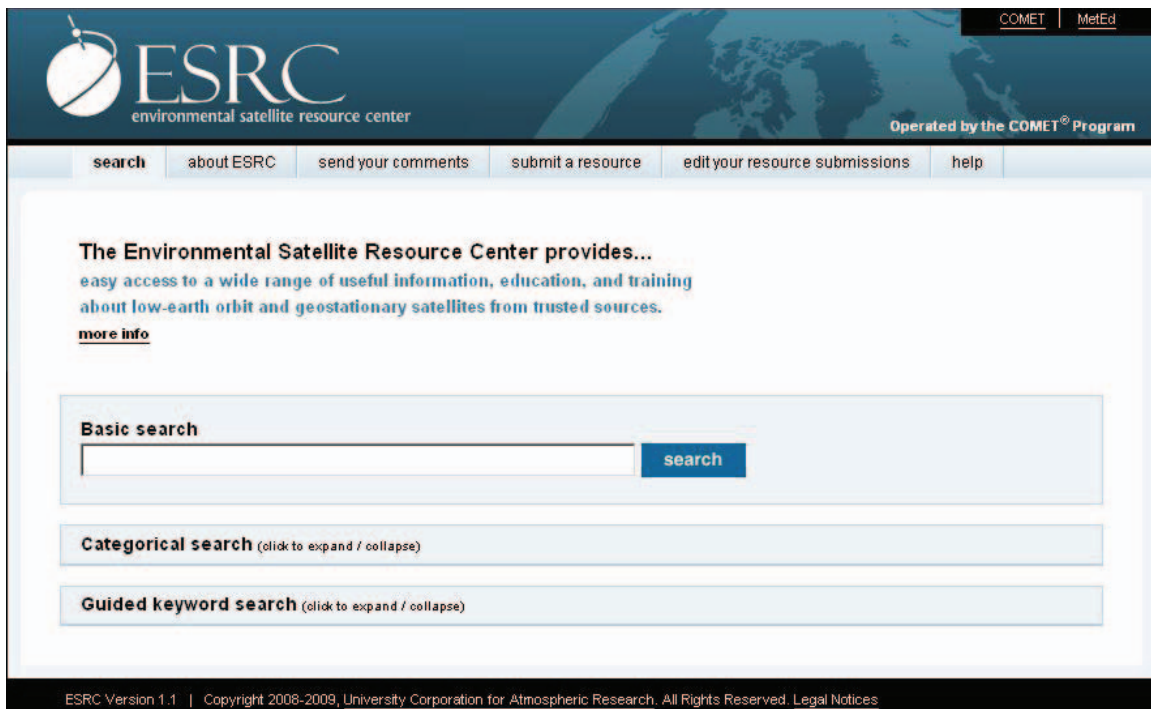 COMET | MetEd
ESRC
environmental satellite resource center
Operated by the COMET® Program
search
about ESRC
send your comments
submit a resource
edit your resource submissions
help
The Environmental Satellite Resource Center provides...
easy access to a wide range of useful information, education, and training
about low-earth orbit and geostationary satellites from trusted sources.
more info
Basic search
search
Categorical search (click to expand / collapse)
Guided keyword search (click to expand / collapse)
ESRC Version 1.1 | Copyright 2008-2009, University Corporation for Atmospheric Research. All Rights Reserved. Legal Notices